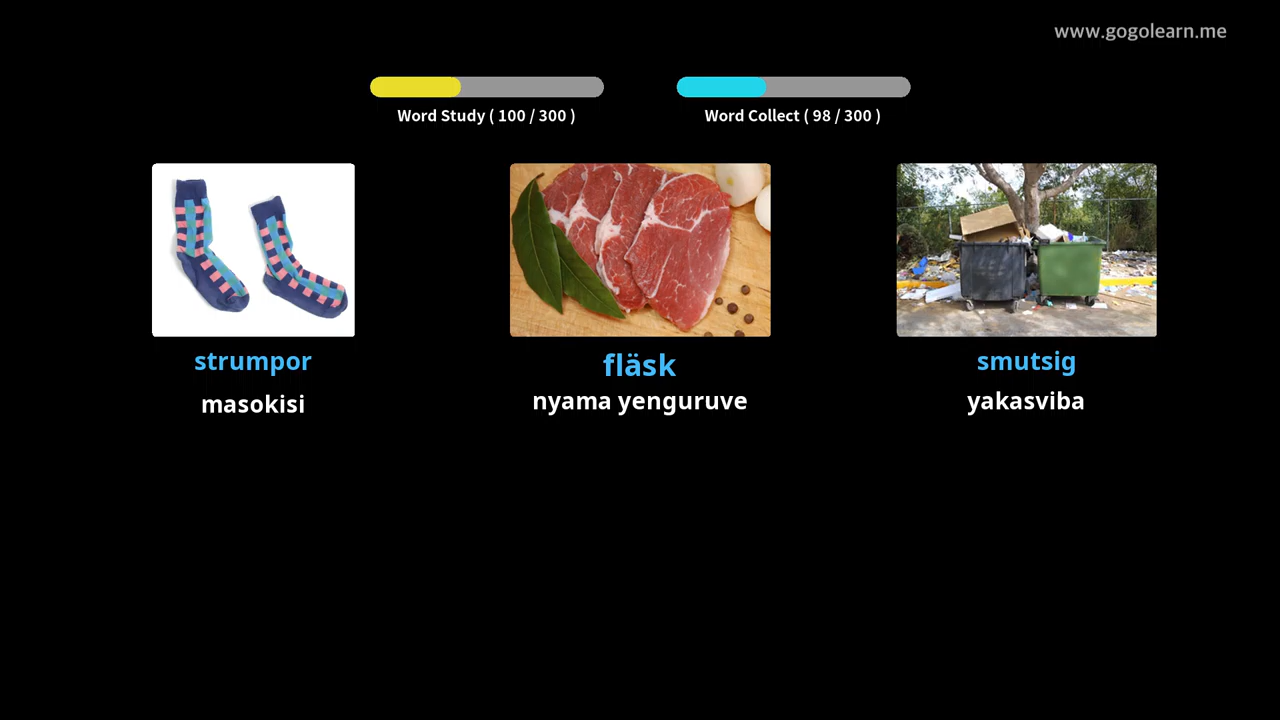 www.gogolearn.me
Word Study ( 100 / 300 )
Word Collect ( 98 / 300 )
strumpor
fläsk
smutsig
masokisi
nyama yenguruve
yakasviba